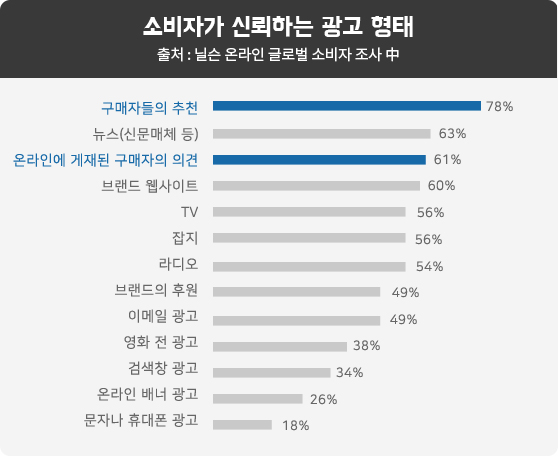 소비자가 신뢰하는 광고 형태
출처 : 닐슨 온라인 글로벌 소비자 조사 中
구매자들의 추천 78%
뉴스(신문매체 등) 63%
온라인에 게재된 구매자의 의견 61%
브랜드 웹사이트 60%
TV 56%
잡지 56%
라디오 54%
브랜드의 후원 49%
이메일 광고 49%
영화 전 광고 38%
검색창 광고 34%
온라인 배너 광고 26%
문자나 휴대폰 광고 18%